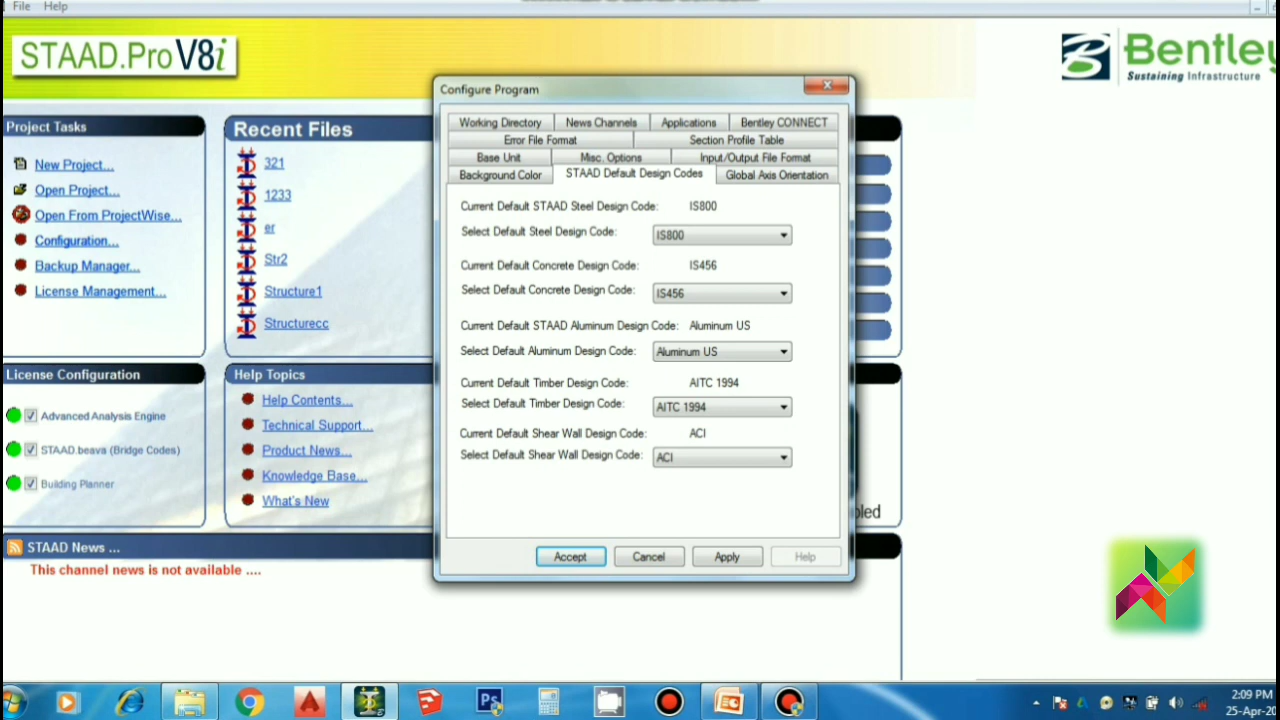 File Help
STAAD.Pro V8i
Bentley
Sustaining Infrastructure
Project Tasks
New Project...
Open Project...
Open From ProjectWise...
Configuration...
Backup Manager...
License Management...
Recent Files
321
1233
er
Str2
Structure1
Structurecc
License Configuration
Advanced Analysis Engine
STAAD.beava (Bridge Codes)
Building Planner
Help Topics
Help Contents...
Technical Support...
Product News...
Knowledge Base...
What's New
STAAD News ...
This channel news is not available ....
Configure Program
Working Directory News Channels Applications Bentley CONNECT
Error File Format Section Profile Table
Base Unit Misc. Options Input/Output File Format
Background Color STAAD Default Design Codes Global Axis Orientation
Current Default STAAD Steel Design Code: IS800
Select Default Steel Design Code: IS800
Current Default Concrete Design Code: IS456
Select Default Concrete Design Code: IS456
Current Default STAAD Aluminum Design Code: Aluminum US
Select Default Aluminum Design Code: Aluminum US
Current Default Timber Design Code: AITC 1994
Select Default Timber Design Code: AITC 1994
Current Default Shear Wall Design Code: ACI
Select Default Shear Wall Design Code: ACI
Accept Cancel Apply Help
2:09 PM
25-Apr-20